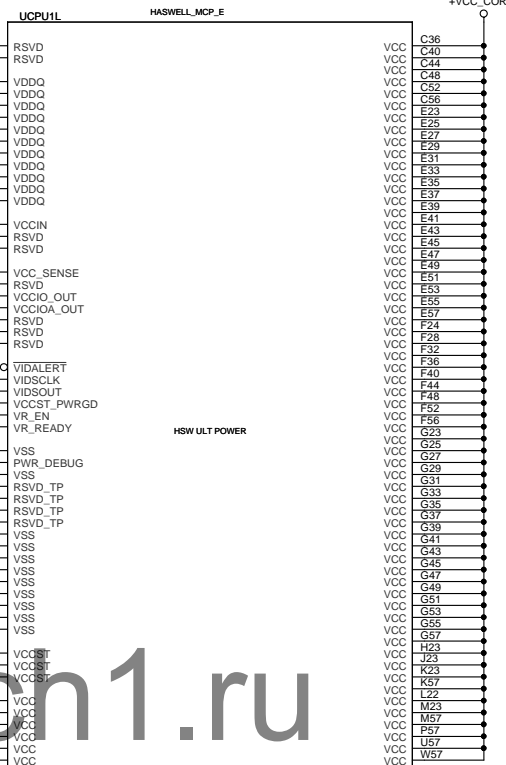 UCPU1L HASWELL_MCP_E +VCC_COR
RSVD VCC C36
RSVD VCC C40
VCC C44
VDDQ VCC C48
VDDQ VCC C52
VDDQ VCC C56
VDDQ VCC E23
VDDQ VCC E25
VDDQ VCC E27
VDDQ VCC E29
VDDQ VCC E31
VDDQ VCC E33
VDDQ VCC E35
VDDQ VCC E37
VCC E39
VCCIN VCC E41
RSVD VCC E43
RSVD VCC E45
VCC E47
VCC_SENSE VCC E49
RSVD VCC E51
VCCIO_OUT VCC E53
VCCIOA_OUT VCC E55
RSVD VCC E57
RSVD VCC F24
RSVD VCC F28
VCC F32
VIDALERT VCC F36
VIDSCLK VCC F40
VIDSOUT VCC F44
VCCST_PWRGD VCC F48
VR_EN VCC F52
VR_READY HSW ULT POWER VCC F56
VCC G23
VSS VCC G25
PWR_DEBUG VCC G27
VSS VCC G29
RSVD_TP VCC G31
RSVD_TP VCC G33
RSVD_TP VCC G35
RSVD_TP VCC G37
VSS VCC G39
VSS VCC G41
VSS VCC G43
VSS VCC G45
VSS VCC G47
VSS VCC G49
VSS VCC G51
VSS VCC G53
VSS VCC G55
VCC G57
VCCST VCC H23
VCCST VCC J23
VCCST VCC K23
VCC K57
VCC VCC L22
VCC VCC M23
VCC VCC M57
VCC VCC P57
VCC VCC U57
VCC VCC W57
ch1.ru